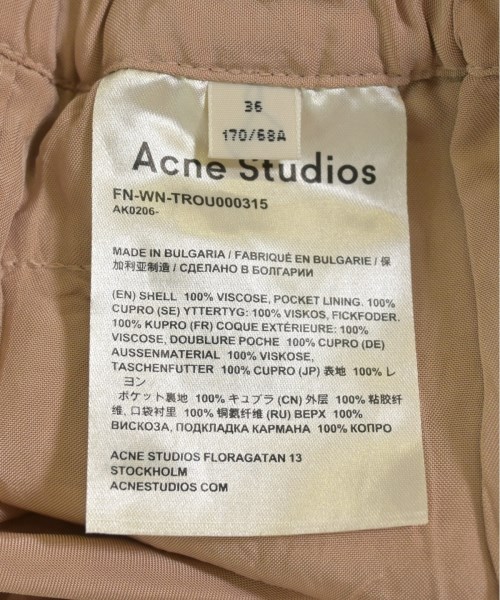 36
170/68A
Acne Studios
FN-WN-TROU000315
AK0206-
MADE IN BULGARIA / FABRIQUÉ EN BULGARIE / 保
加利亚制造 / СДЕЛАНО В БОЛГАРИИ
(EN) SHELL 100% VISCOSE, POCKET LINING. 100%
CUPRO (SE) YTTERTYG: 100% VISKOS, FICKFODER.
100% KUPRO (FR) COQUE EXTÉRIEURE: 100%
VISCOSE, DOUBLURE POCHE 100% CUPRO (DE)
AUSSENMATERIAL 100% VISKOSE,
TASCHENFUTTER 100% CUPRO (JP) 表地 100% レ
ヨン
ポケット裏地 100% キュプラ (CN) 外层 100% 粘胶纤
维, 口袋衬里 100% 铜氨纤维 (RU) ВЕРХ 100%
ВИСКОЗА, ПОДКЛАДКА КАРМАНА 100% КОПРО
ACNE STUDIOS FLORAGATAN 13
STOCKHOLM
ACNESTUDIOS COM